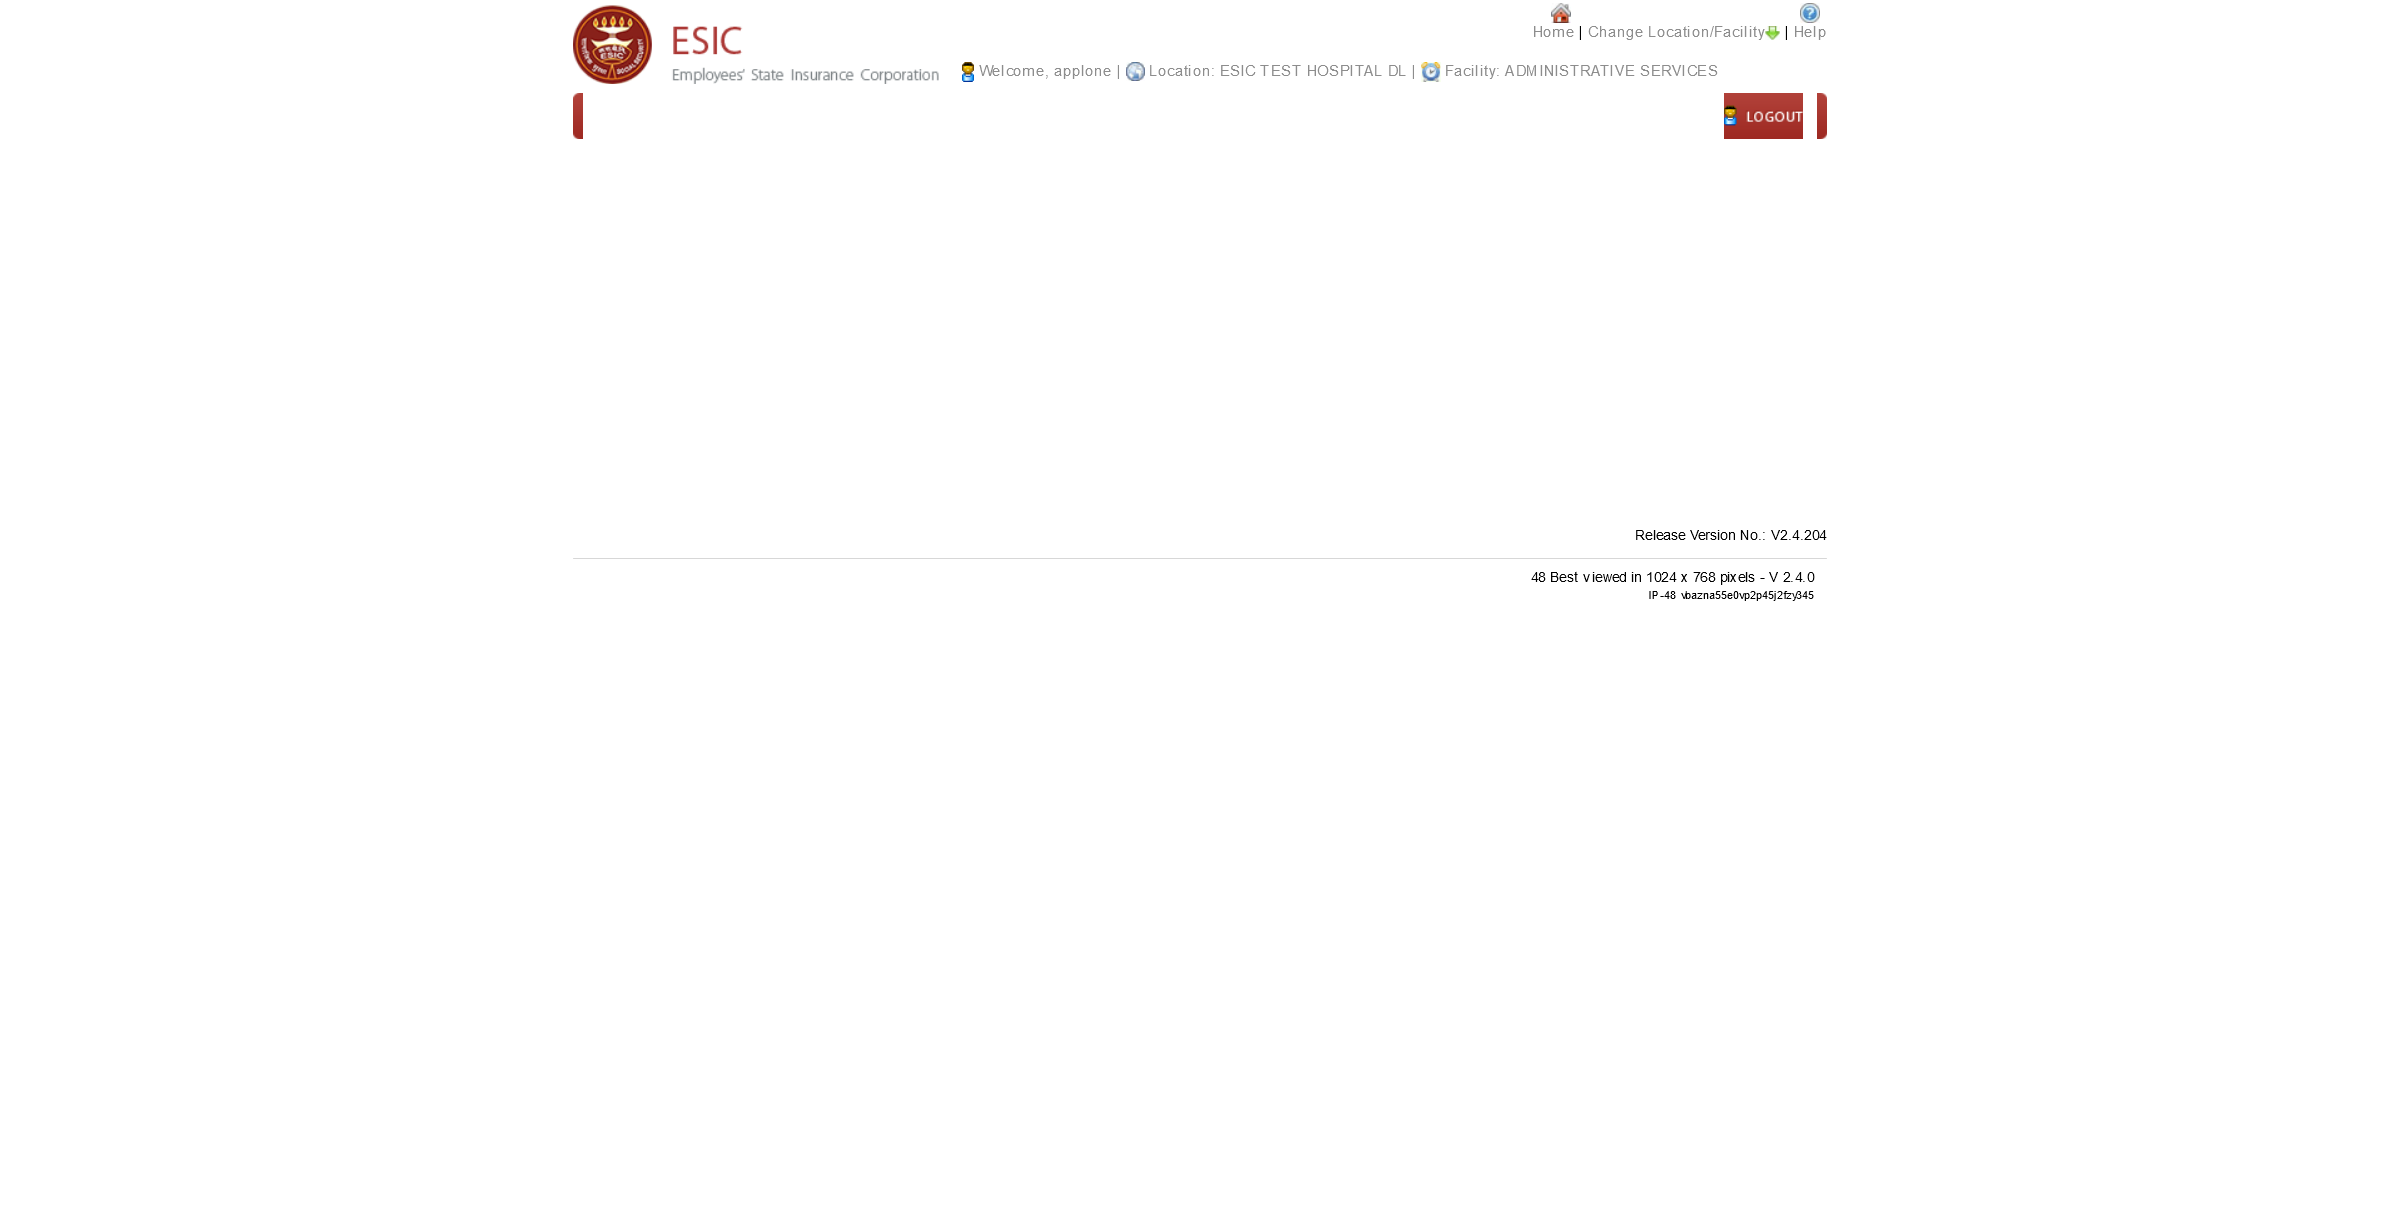 Home | Change Location/Facility | Help
ESIC
Employees' State Insurance Corporation
Welcome, applone | Location: ESIC TEST HOSPITAL DL | Facility: ADMINISTRATIVE SERVICES
LOGOUT
Release Version No.: V2.4.204
48 Best viewed in 1024 x 768 pixels - V 2.4.0
IP-48 vbazna55e0vp2p45j2fzy345